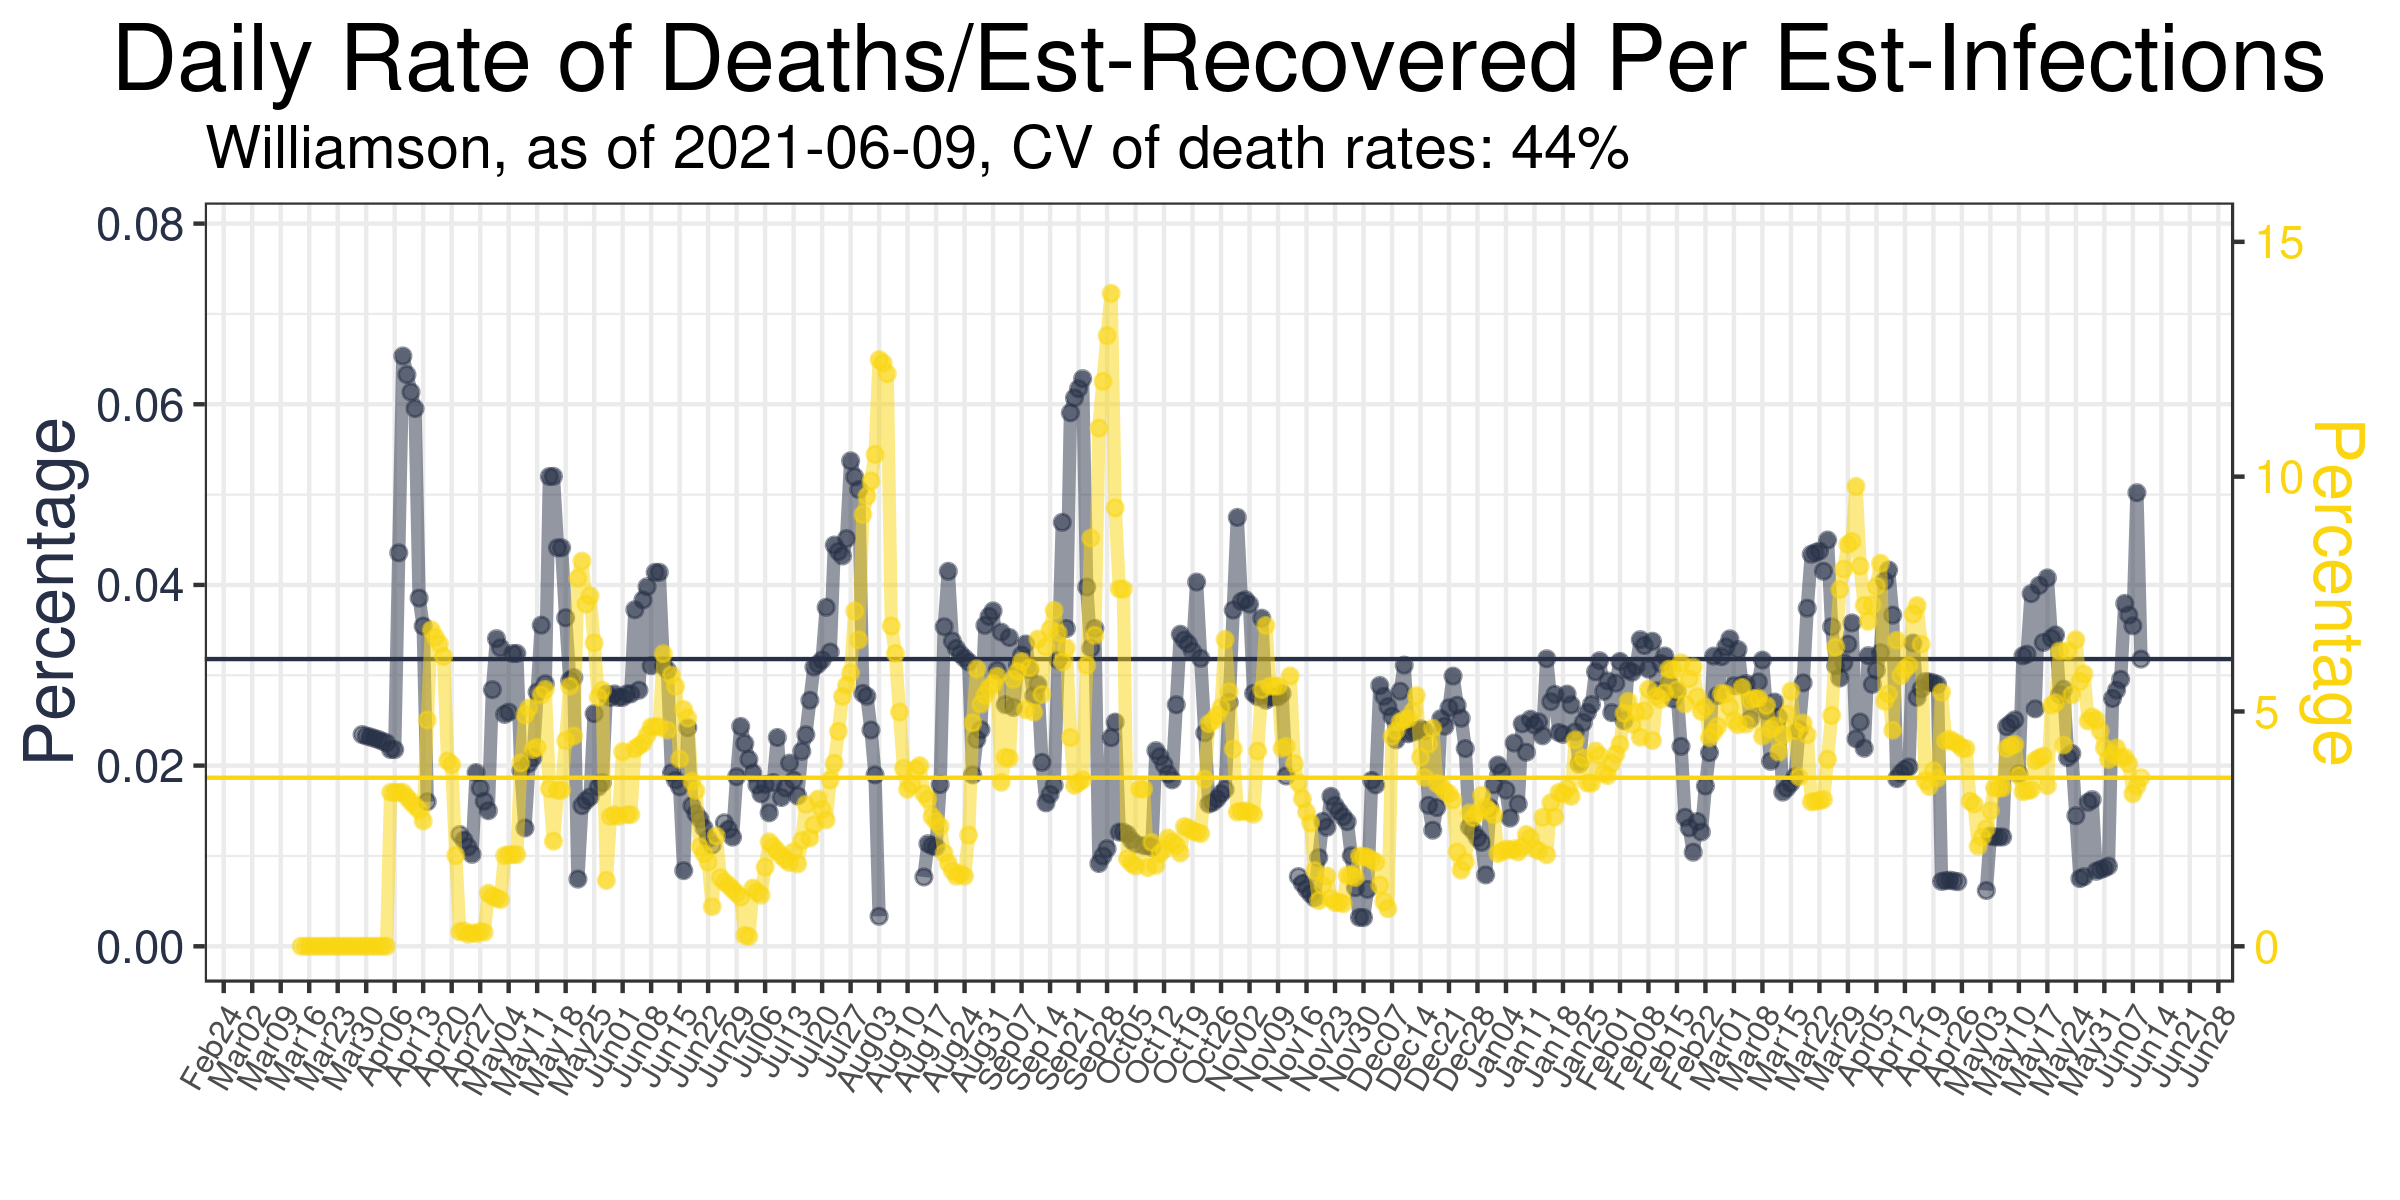 Daily Rate of Deaths/Est-Recovered Per Est-Infections
Williamson, as of 2021-06-09, CV of death rates: 44%
Percentage
0.08
0.06
0.04
0.02
0.00
15
10
5
0
Percentage
Feb24 Mar02 Mar09 Mar16 Mar23 Mar30 Apr06 Apr13 Apr20 Apr27 May04 May11 May18 May25 Jun01 Jun08 Jun15 Jun22 Jun29 Jul06 Jul13 Jul20 Jul27 Aug03 Aug10 Aug17 Aug24 Aug31 Sep07 Sep14 Sep21 Sep28 Oct05 Oct12 Oct19 Oct26 Nov02 Nov09 Nov16 Nov23 Nov30 Dec07 Dec14 Dec21 Dec28 Jan04 Jan11 Jan18 Jan25 Feb01 Feb08 Feb15 Feb22 Mar01 Mar08 Mar15 Mar22 Mar29 Apr05 Apr12 Apr19 Apr26 May03 May10 May17 May24 May31 Jun07 Jun14 Jun21 Jun28